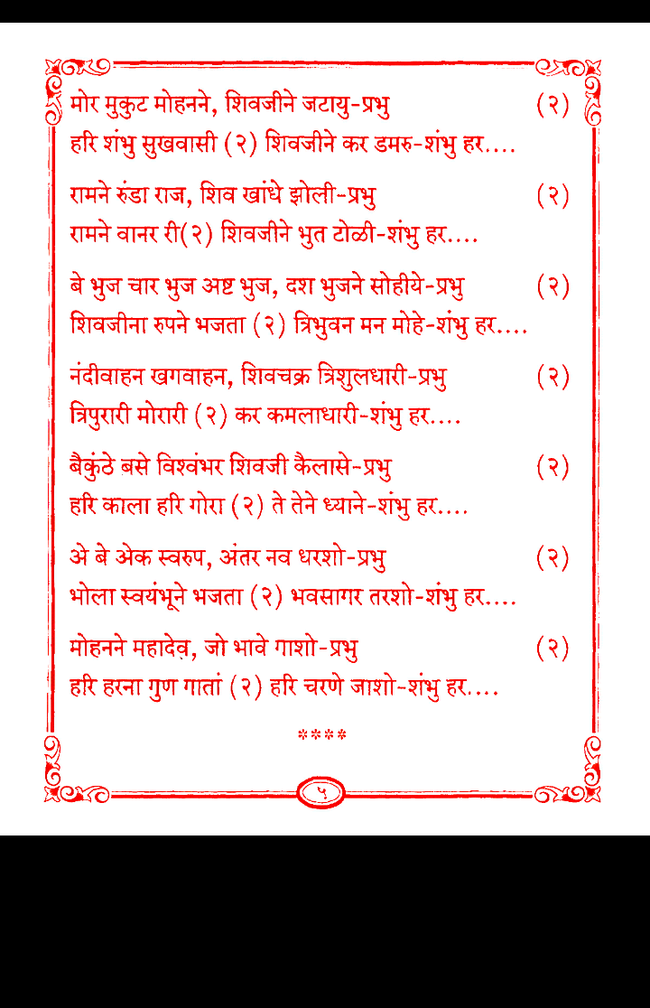 मोर मुकुट मोहनने, शिवजीने जटायु-प्रभु (२)
हरि शंभु सुखवासी (२) शिवजीने कर डमरु-शंभु हर....
रामने रुंडा राज, शिव खांधे झोली-प्रभु (२)
रामने वानर री(२) शिवजीने भुत टोळी-शंभु हर....
बे भुज चार भुज अष्ट भुज, दश भुजने सोहीये-प्रभु (२)
शिवजीना रुपने भजता (२) त्रिभुवन मन मोहे-शंभु हर....
नंदीवाहन खगवाहन, शिवचक्र त्रिशुलधारी-प्रभु (२)
त्रिपुरारी मोरारी (२) कर कमलाधारी-शंभु हर....
बैकुंठे बसे विश्वंभर शिवजी कैलासे-प्रभु (२)
हरि काला हरि गोरा (२) ते तेने ध्याने-शंभु हर....
अे बे अेक स्वरुप, अंतर नव धरशो-प्रभु (२)
भोला स्वयंभूने भजता (२) भवसागर तरशो-शंभु हर....
मोहनने महादेव, जो भावे गाशो-प्रभु (२)
हरि हरना गुण गातां (२) हरि चरणे जाशो-शंभु हर....
****
५